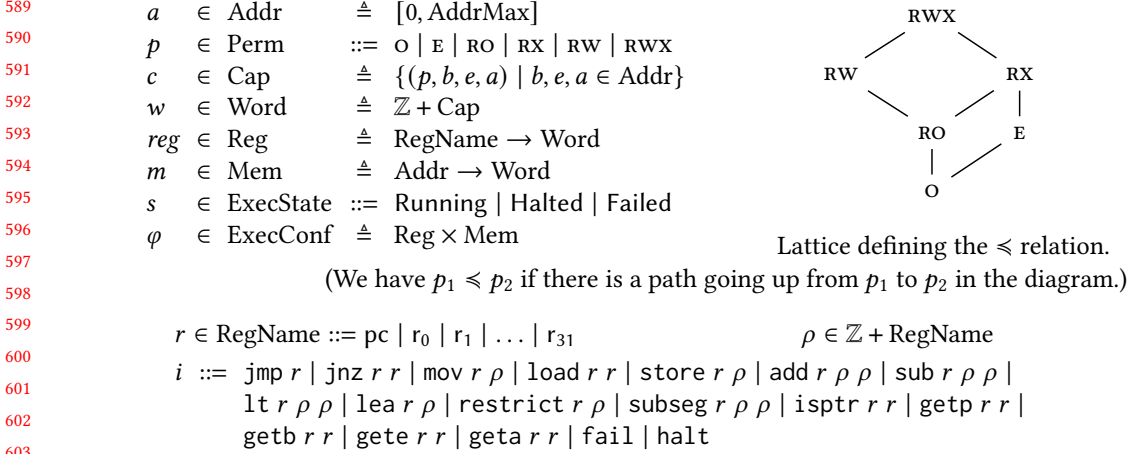 589 a ∈ Addr ≜ [0, AddrMax]
590 p ∈ Perm ::= O | E | RO | RX | RW | RWX
591 c ∈ Cap ≜ {(p, b, e, a) | b, e, a ∈ Addr}
592 w ∈ Word ≜ ℤ + Cap
593 reg ∈ Reg ≜ RegName → Word
594 m ∈ Mem ≜ Addr → Word
595 s ∈ ExecState ::= Running | Halted | Failed
596 φ ∈ ExecConf ≜ Reg × Mem
RWX
RW RX
RO E
O
597 Lattice defining the ≼ relation.
598 (We have p₁ ≼ p₂ if there is a path going up from p₁ to p₂ in the diagram.)
599 r ∈ RegName ::= pc | r₀ | r₁ | … | r₃₁ ρ ∈ ℤ + RegName
600
601 i ::= jmp r | jnz r r | mov r ρ | load r r | store r ρ | add r ρ ρ | sub r ρ ρ |
602 lt r ρ ρ | lea r ρ | restrict r ρ | subseg r ρ ρ | isptr r r | getp r r |
603 getb r r | gete r r | geta r r | fail | halt